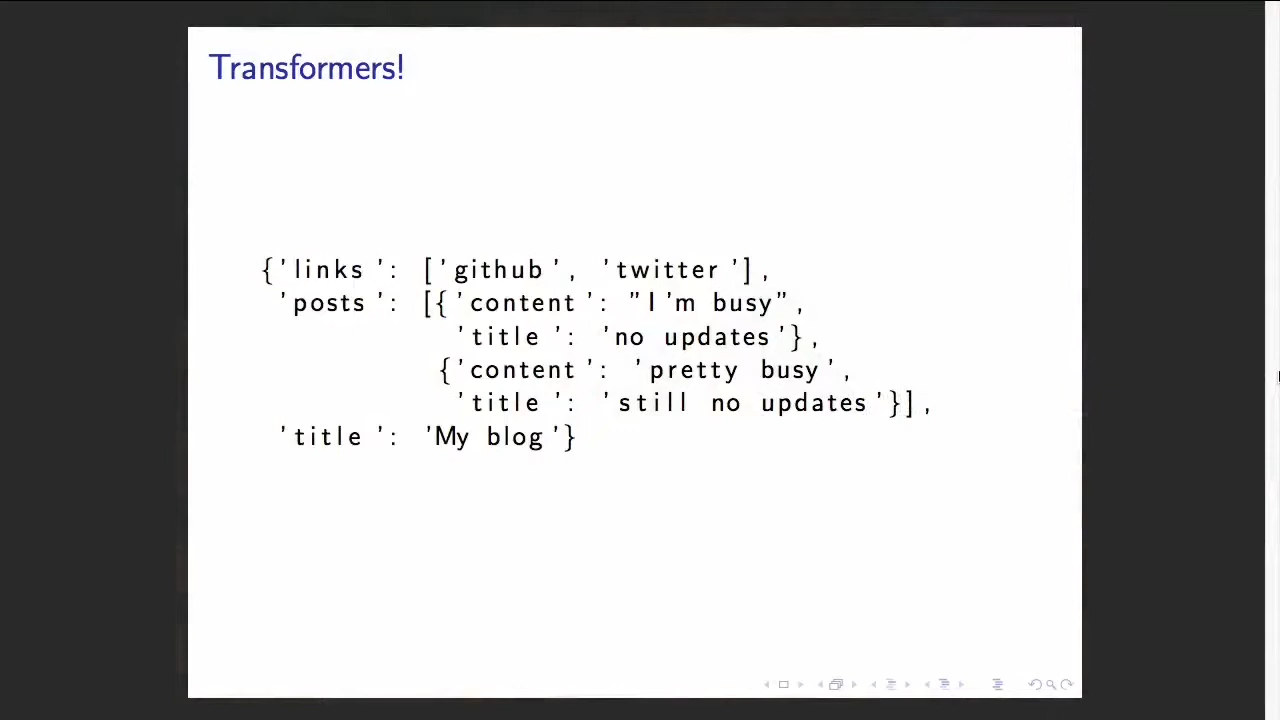 Transformers!
{'links': ['github', 'twitter'],
'posts': [{'content': "I'm busy",
'title': 'no updates'},
{'content': 'pretty busy',
'title': 'still no updates'}],
'title': 'My blog'}